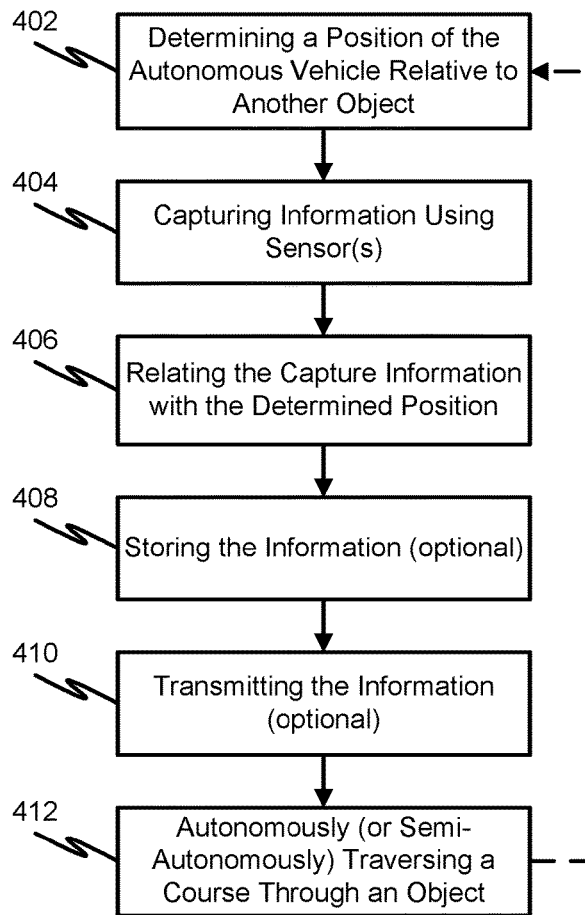 402
Determining a Position of the
Autonomous Vehicle Relative to
Another Object
404
Capturing Information Using
Sensor(s)
406
Relating the Capture Information
with the Determined Position
408
Storing the Information (optional)
410
Transmitting the Information
(optional)
412
Autonomously (or Semi-
Autonomously) Traversing a
Course Through an Object